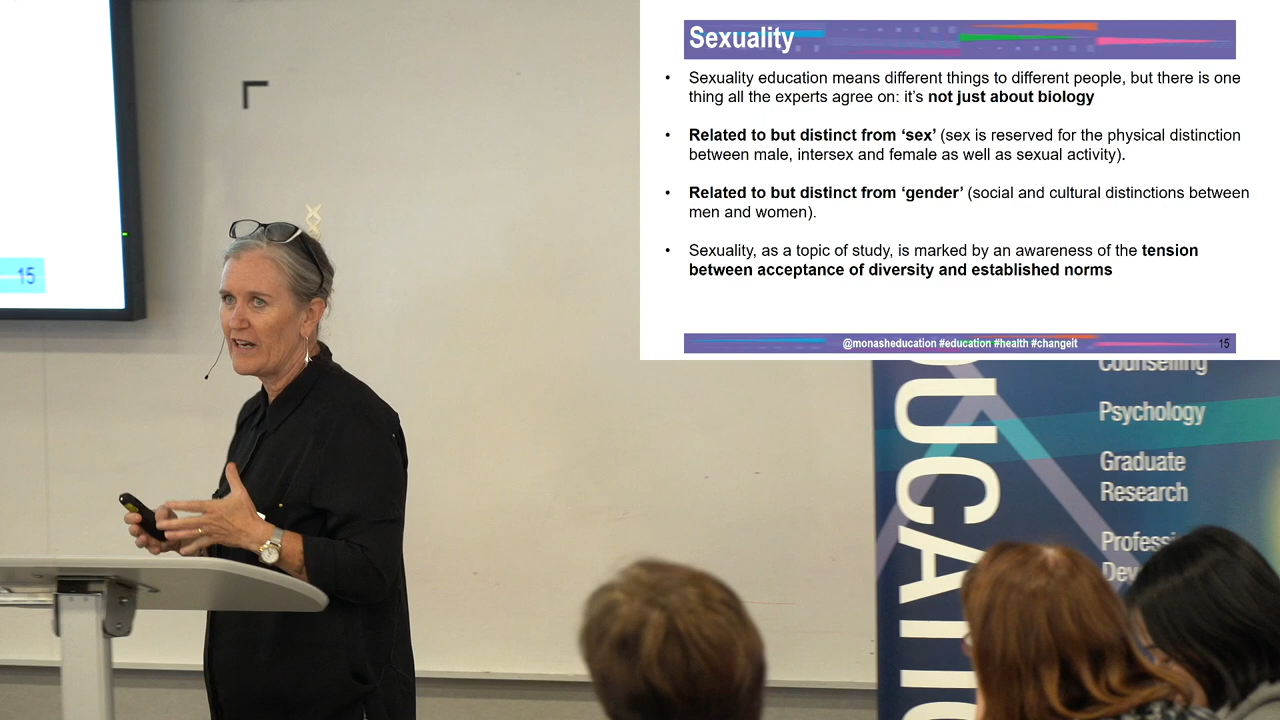 Sexuality
• Sexuality education means different things to different people, but there is one
thing all the experts agree on: it's not just about biology
• Related to but distinct from ‘sex’ (sex is reserved for the physical distinction
between male, intersex and female as well as sexual activity).
• Related to but distinct from ‘gender’ (social and cultural distinctions between
men and women).
• Sexuality, as a topic of study, is marked by an awareness of the tension
between acceptance of diversity and established norms
@monasheducation #education #health #changeit 15
15
Counselling
Psychology
Graduate
Research